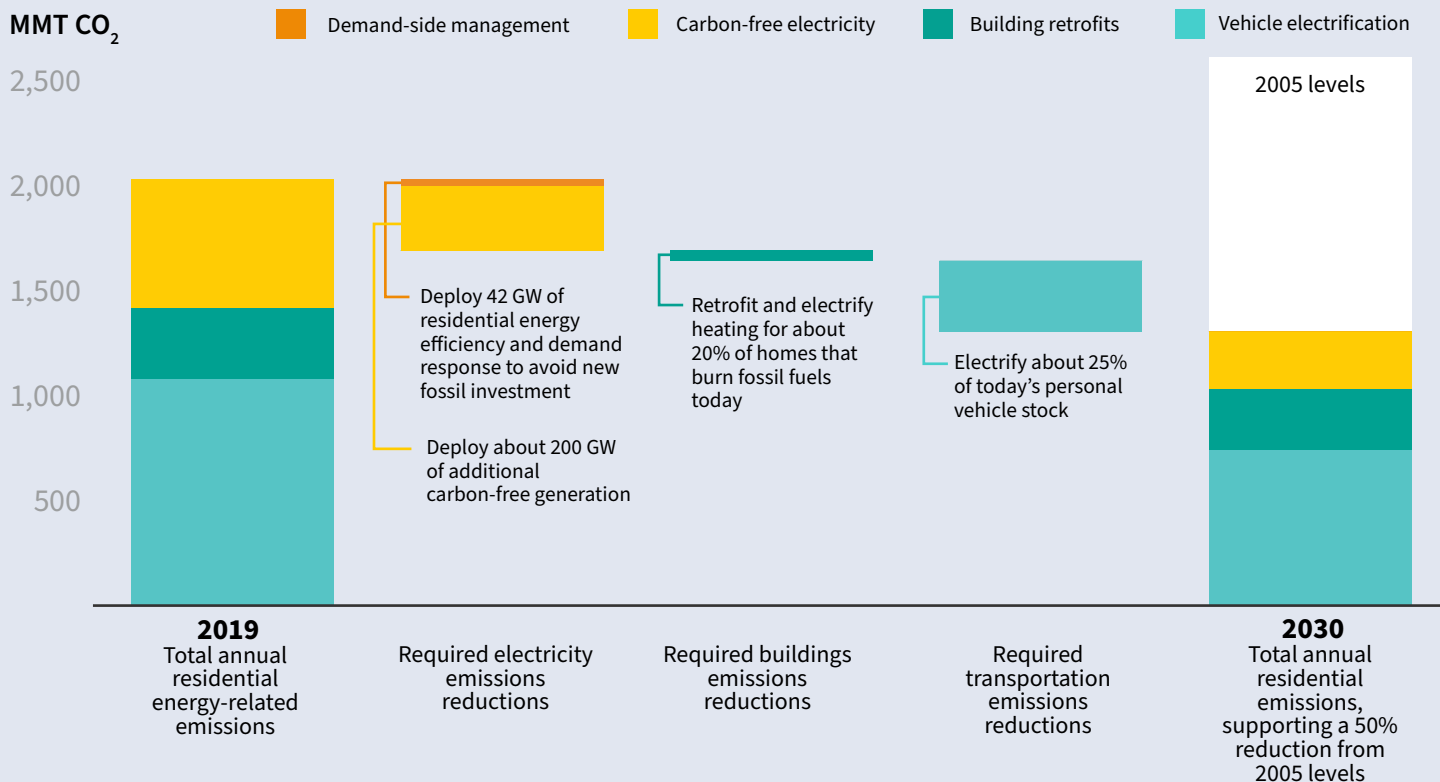 MMT CO2
Demand-side management
Carbon-free electricity
Building retrofits
Vehicle electrification
2,500
2,000
1,500
1,000
500
2005 levels
Deploy 42 GW of
residential energy
efficiency and demand
response to avoid new
fossil investment
Deploy about 200 GW
of additional
carbon-free generation
Retrofit and electrify
heating for about
20% of homes that
burn fossil fuels
today
Electrify about 25%
of today’s personal
vehicle stock
2019
Total annual
residential
energy-related
emissions
Required electricity
emissions
reductions
Required buildings
emissions
reductions
Required
transportation
emissions
reductions
2030
Total annual
residential
emissions,
supporting a 50%
reduction from
2005 levels